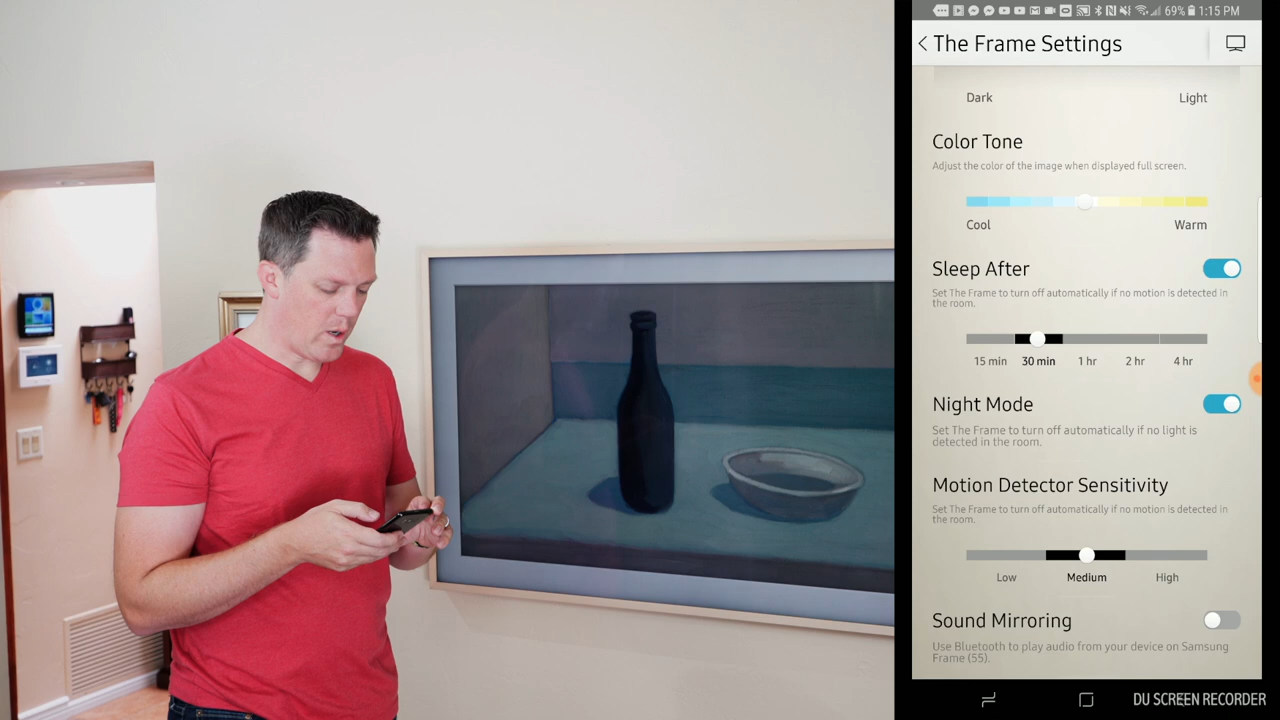 69% 1:15 PM
The Frame Settings
Dark Light
Color Tone
Adjust the color of the image when displayed full screen.
Cool Warm
Sleep After
Set The Frame to turn off automatically if no motion is detected in
the room.
15 min 30 min 1 hr 2 hr 4 hr
Night Mode
Set The Frame to turn off automatically if no light is
detected in the room.
Motion Detector Sensitivity
Set The Frame to turn off automatically if no motion is detected in
the room.
Low Medium High
Sound Mirroring
Use Bluetooth to play audio from your device on Samsung
Frame (55).
DU SCREEN RECORDER